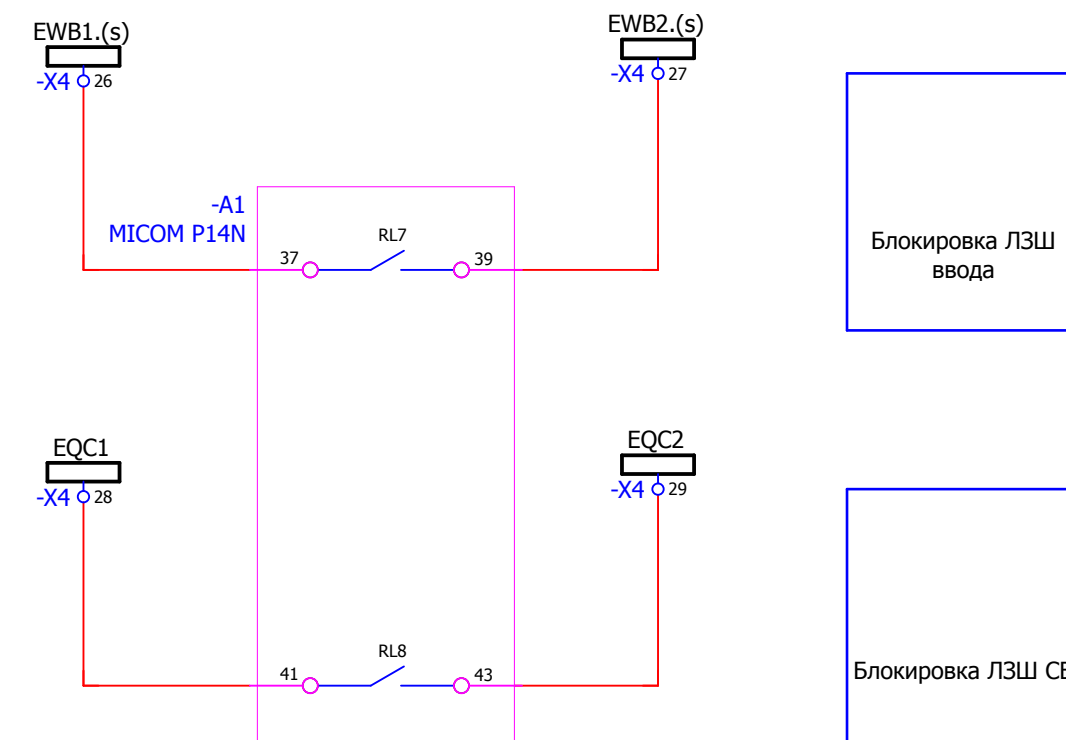 EWB1.(s)
-X4 26
EWB2.(s)
-X4 27
-A1
MICOM P14N
37
RL7
39
Блокировка ЛЗШ
ввода
EQC1
-X4 28
EQC2
-X4 29
41
RL8
43
Блокировка ЛЗШ